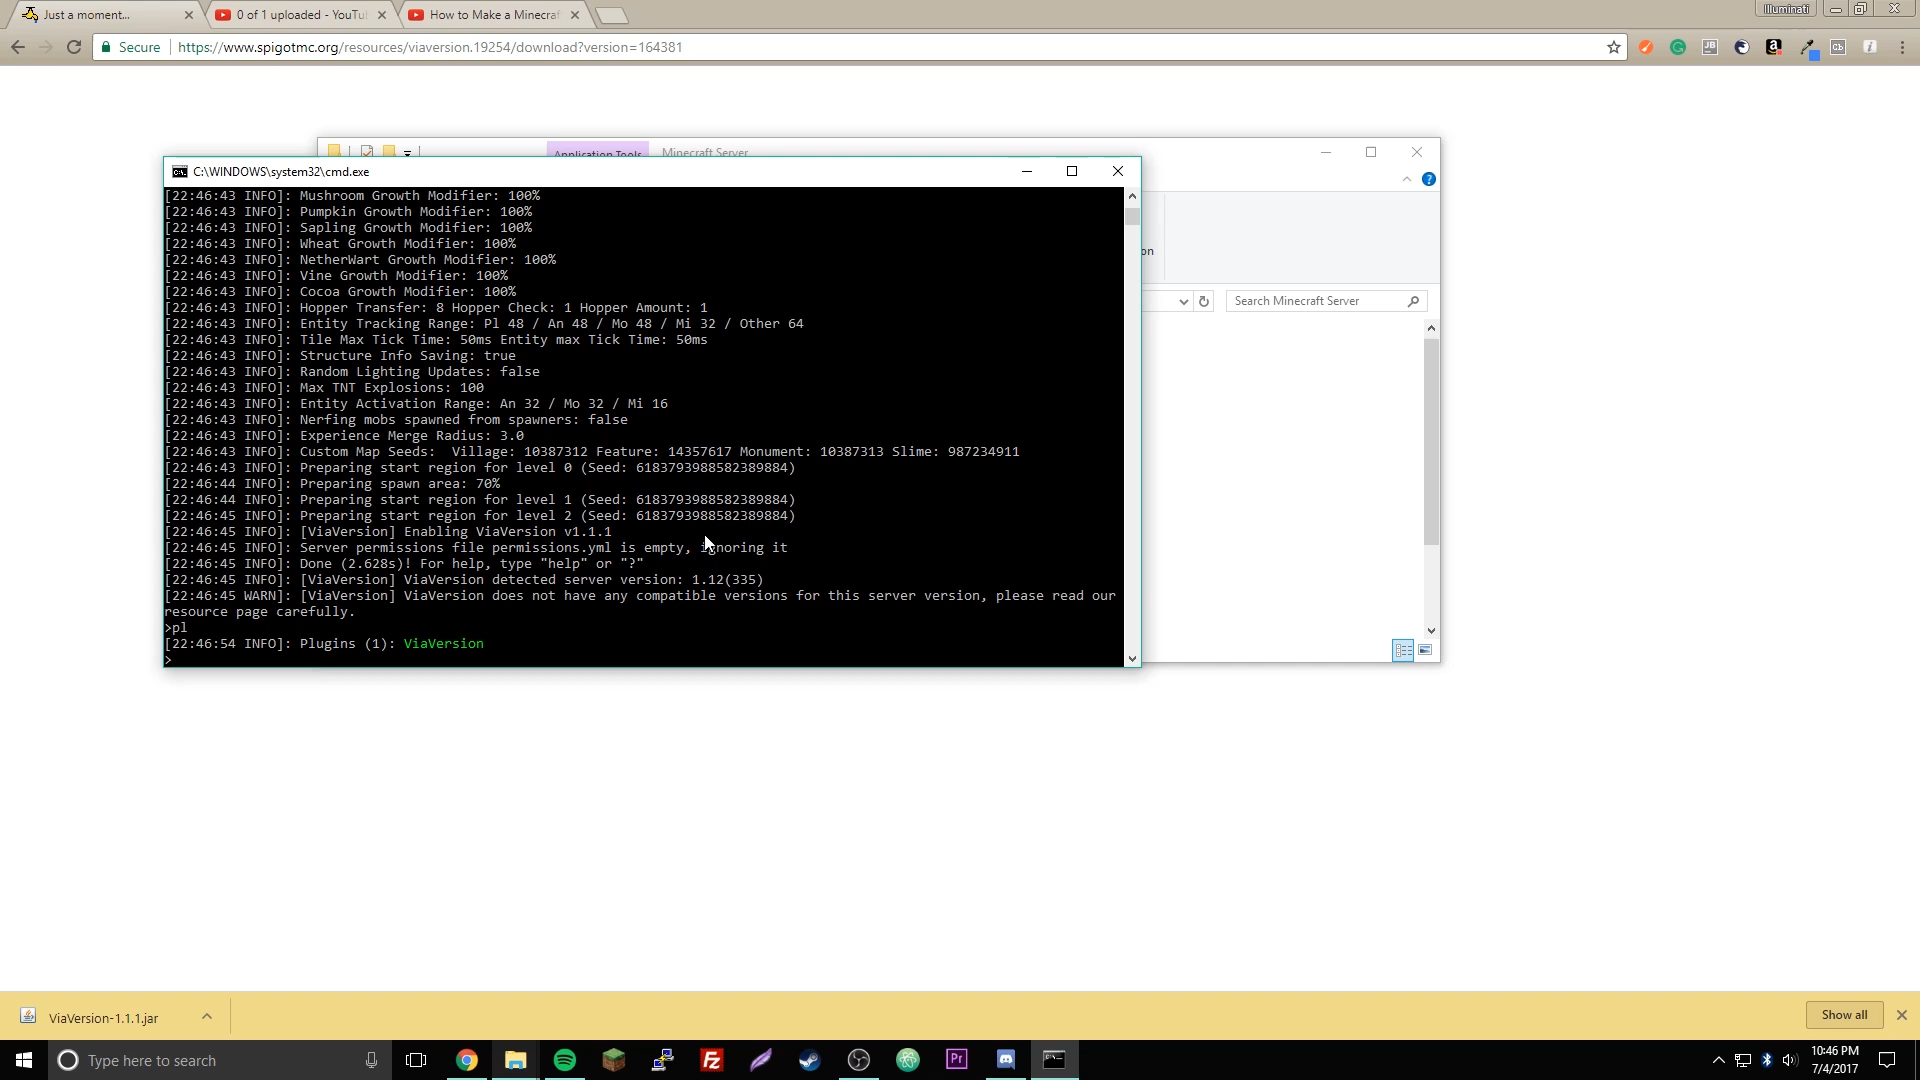 Just a moment...
0 of 1 uploaded - YouTu
How to Make a Minecraf
Illuminati
Secure
https://www.spigotmc.org/resources/viaversion.19254/download?version=164381
Application Tools
Minecraft Server
C:\WINDOWS\system32\cmd.exe
[22:46:43 INFO]: Mushroom Growth Modifier: 100%
[22:46:43 INFO]: Pumpkin Growth Modifier: 100%
[22:46:43 INFO]: Sapling Growth Modifier: 100%
[22:46:43 INFO]: Wheat Growth Modifier: 100%
[22:46:43 INFO]: NetherWart Growth Modifier: 100%
[22:46:43 INFO]: Vine Growth Modifier: 100%
[22:46:43 INFO]: Cocoa Growth Modifier: 100%
[22:46:43 INFO]: Hopper Transfer: 8 Hopper Check: 1 Hopper Amount: 1
[22:46:43 INFO]: Entity Tracking Range: Pl 48 / An 48 / Mo 48 / Mi 32 / Other 64
[22:46:43 INFO]: Tile Max Tick Time: 50ms Entity max Tick Time: 50ms
[22:46:43 INFO]: Structure Info Saving: true
[22:46:43 INFO]: Random Lighting Updates: false
[22:46:43 INFO]: Max TNT Explosions: 100
[22:46:43 INFO]: Entity Activation Range: An 32 / Mo 32 / Mi 16
[22:46:43 INFO]: Nerfing mobs spawned from spawners: false
[22:46:43 INFO]: Experience Merge Radius: 3.0
[22:46:43 INFO]: Custom Map Seeds:  Village: 10387312 Feature: 14357617 Monument: 10387313 Slime: 987234911
[22:46:43 INFO]: Preparing start region for level 0 (Seed: 6183793988582389884)
[22:46:44 INFO]: Preparing spawn area: 70%
[22:46:44 INFO]: Preparing start region for level 1 (Seed: 6183793988582389884)
[22:46:45 INFO]: Preparing start region for level 2 (Seed: 6183793988582389884)
[22:46:45 INFO]: [ViaVersion] Enabling ViaVersion v1.1.1
[22:46:45 INFO]: Server permissions file permissions.yml is empty, ignoring it
[22:46:45 INFO]: Done (2.628s)! For help, type "help" or "?"
[22:46:45 INFO]: [ViaVersion] ViaVersion detected server version: 1.12(335)
[22:46:45 WARN]: [ViaVersion] ViaVersion does not have any compatible versions for this server version, please read our
resource page carefully.
>pl
[22:46:54 INFO]: Plugins (1): ViaVersion
>
on
Search Minecraft Server
ViaVersion-1.1.1.jar
Show all
Type here to search
10:46 PM
7/4/2017